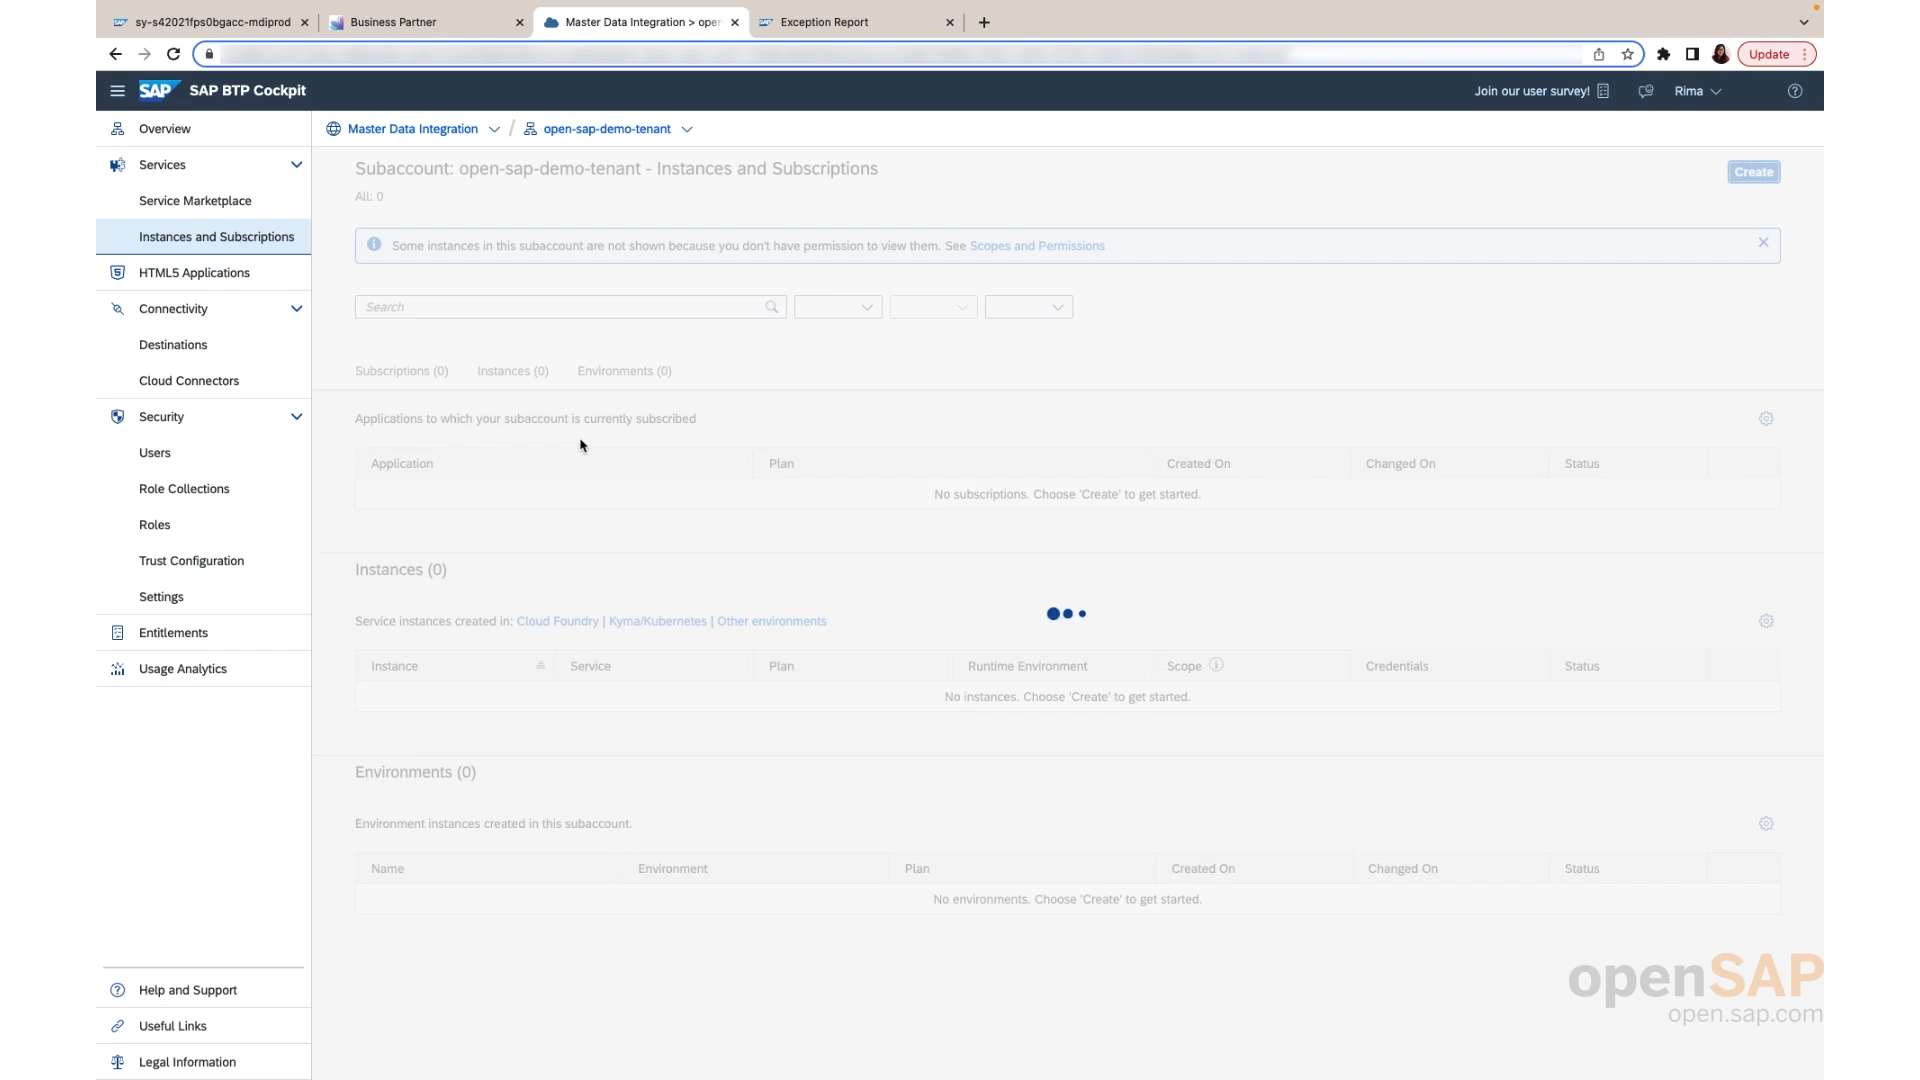 sy-s42021fps0bgacc-mdiprod
Business Partner
Master Data Integration > open
Exception Report
Update
SAP
SAP BTP Cockpit
Join our user survey!
Rima
Overview
Services
Service Marketplace
Instances and Subscriptions
HTML5 Applications
Connectivity
Destinations
Cloud Connectors
Security
Users
Role Collections
Roles
Trust Configuration
Settings
Entitlements
Usage Analytics
Help and Support
Useful Links
Legal Information
Master Data Integration / open-sap-demo-tenant
Subaccount: open-sap-demo-tenant - Instances and Subscriptions
Create
All: 0
Some instances in this subaccount are not shown because you don't have permission to view them. See Scopes and Permissions
Search
Subscriptions (0) Instances (0) Environments (0)
Applications to which your subaccount is currently subscribed
Application Plan Created On Changed On Status
No subscriptions. Choose 'Create' to get started.
Instances (0)
Service instances created in: Cloud Foundry | Kyma/Kubernetes | Other environments
Instance Service Plan Runtime Environment Scope Credentials Status
No instances. Choose 'Create' to get started.
Environments (0)
Environment instances created in this subaccount.
Name Environment Plan Created On Changed On Status
No environments. Choose 'Create' to get started.
openSAP
open.sap.com